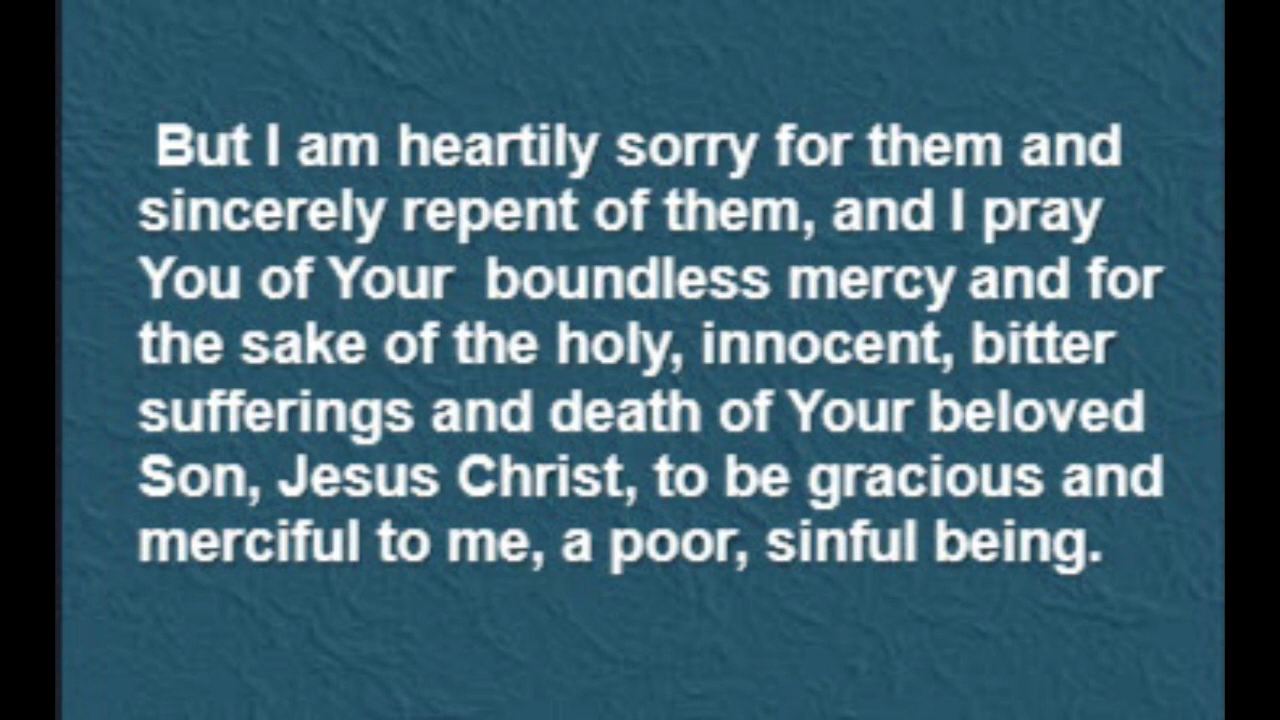 But I am heartily sorry for them and
sincerely repent of them, and I pray
You of Your boundless mercy and for
the sake of the holy, innocent, bitter
sufferings and death of Your beloved
Son, Jesus Christ, to be gracious and
merciful to me, a poor, sinful being.